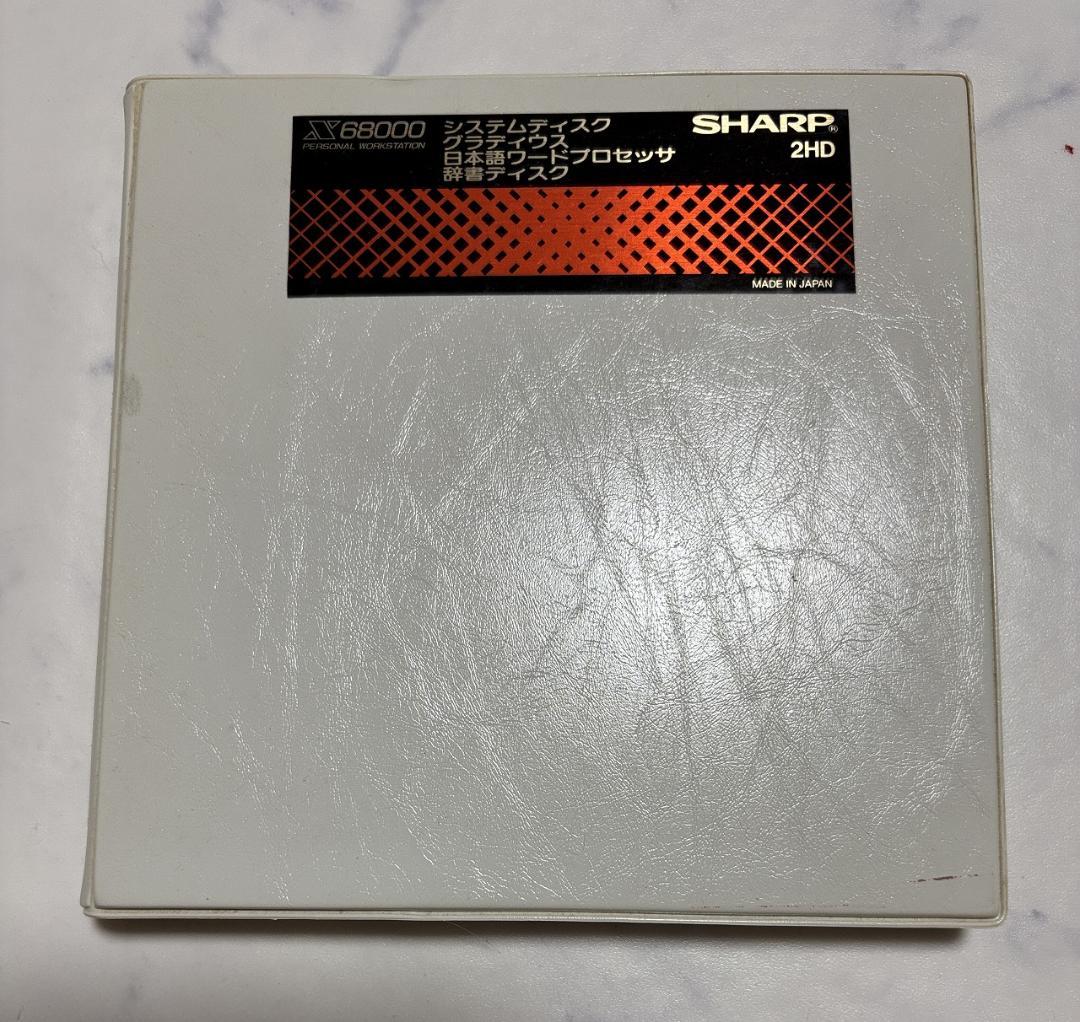 X68000
PERSONAL WORKSTATION
システムディスク
グラディウス
日本語ワードプロセッサ
辞書ディスク
SHARP®
2HD
MADE IN JAPAN